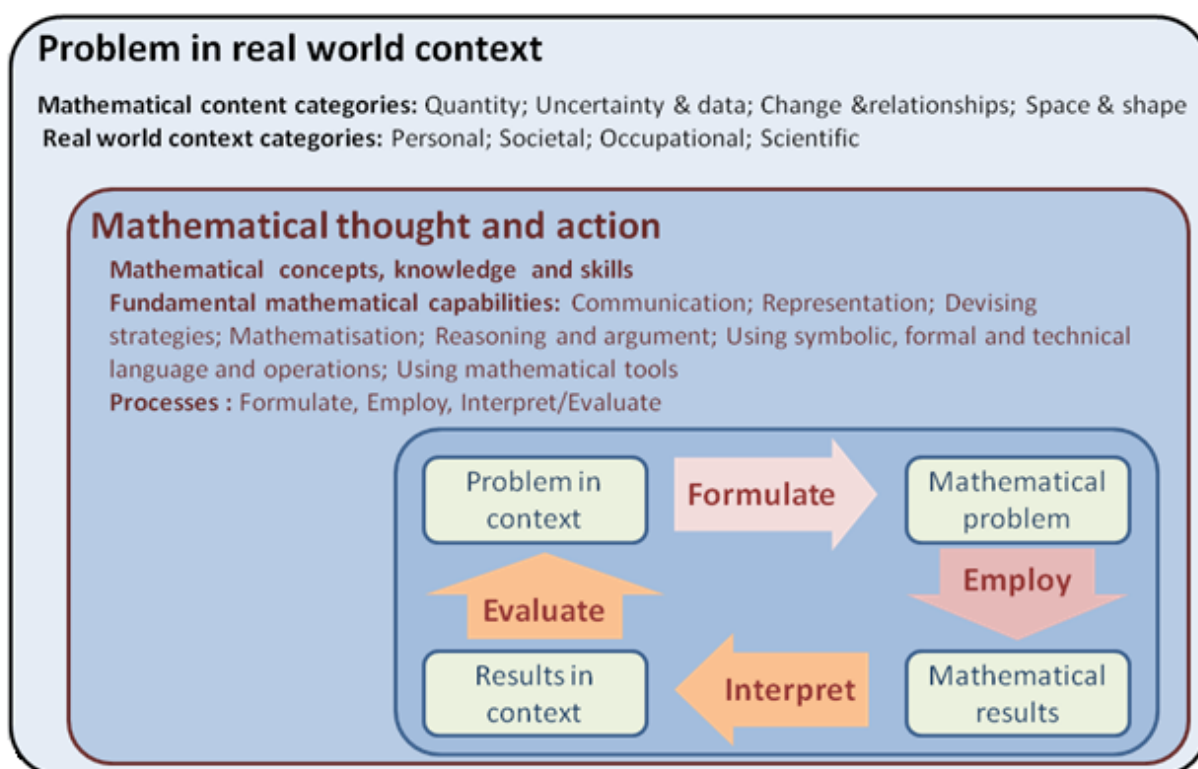 Problem in real world context
Mathematical content categories: Quantity; Uncertainty & data; Change &relationships; Space & shape
Real world context categories: Personal; Societal; Occupational; Scientific
Mathematical thought and action
Mathematical concepts, knowledge and skills
Fundamental mathematical capabilities: Communication; Representation; Devising
strategies; Mathematisation; Reasoning and argument; Using symbolic, formal and technical
language and operations; Using mathematical tools
Processes : Formulate, Employ, Interpret/Evaluate
Problem in
context
Formulate
Mathematical
problem
Employ
Mathematical
results
Interpret
Results in
context
Evaluate